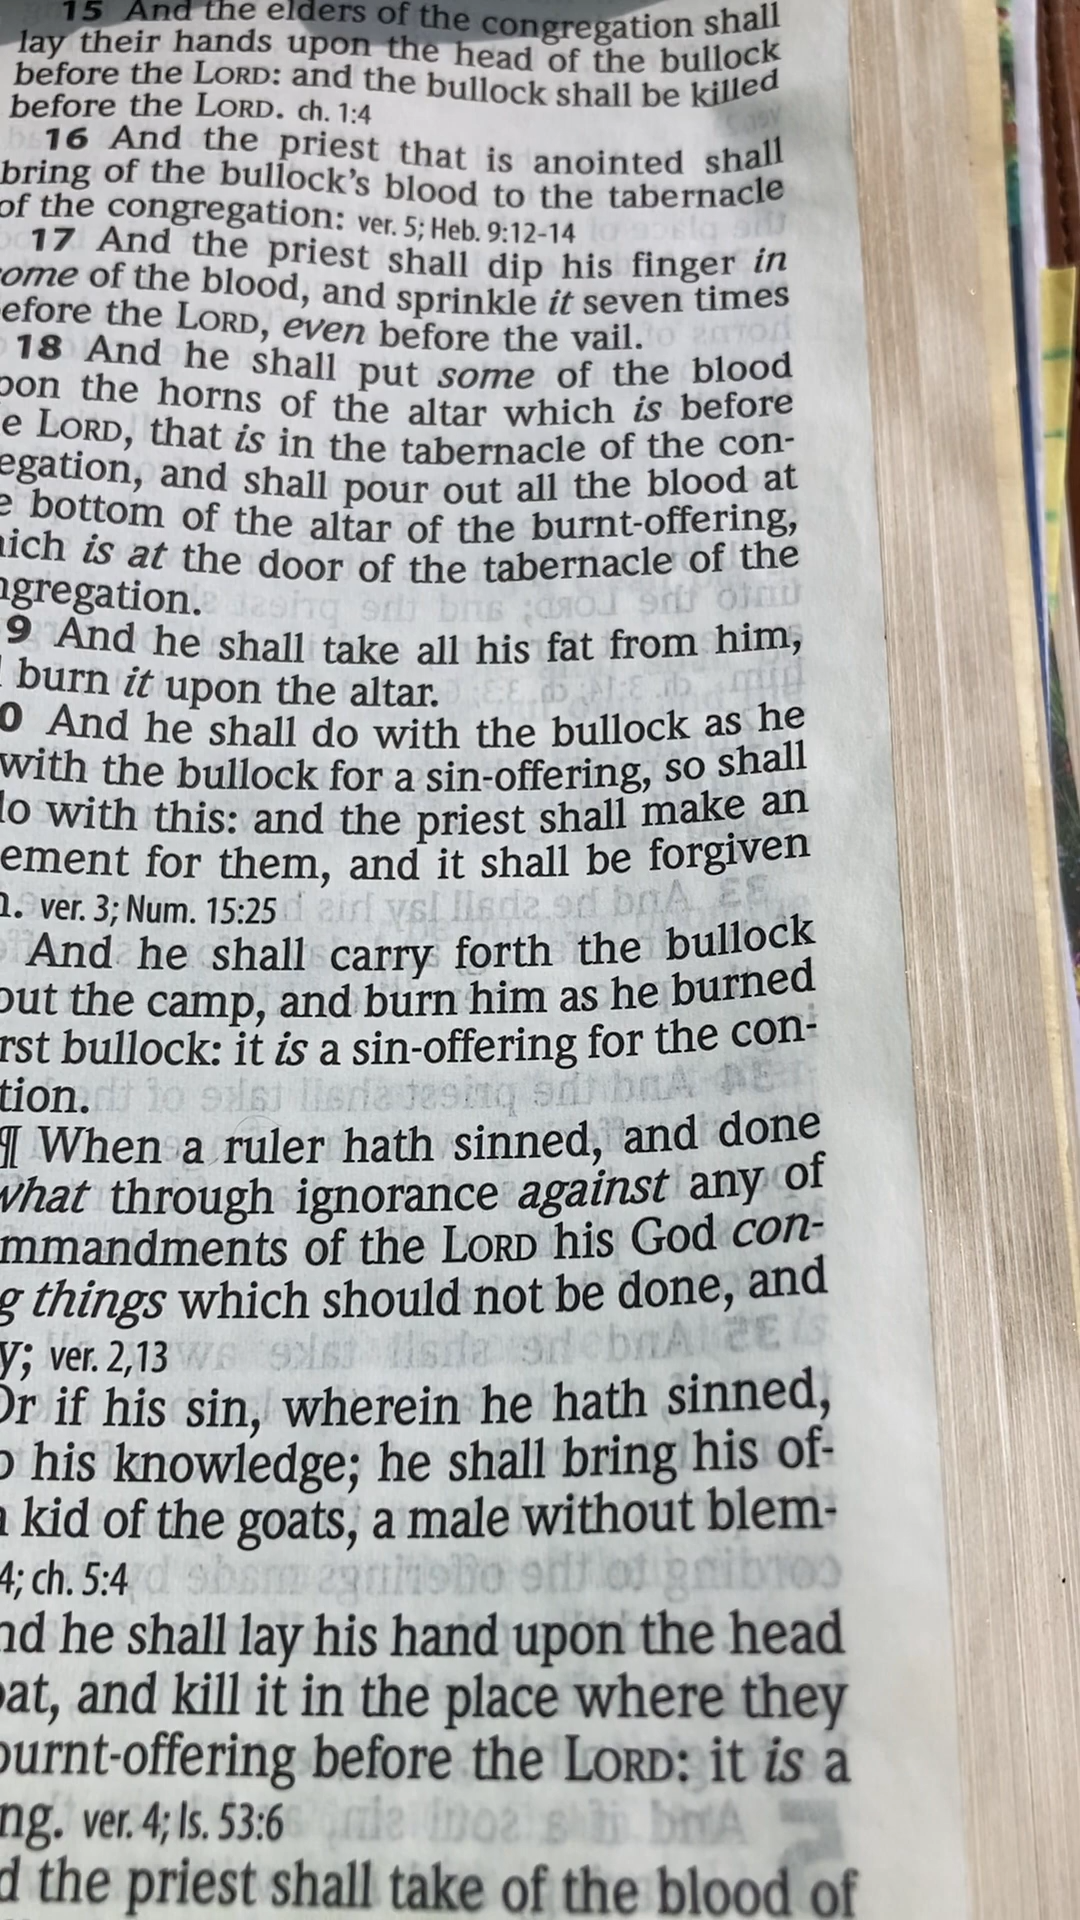 15 And the elders of the congregation shall
lay their hands upon the head of the bullock
before the LORD: and the bullock shall be killed
before the LORD. ch. 1:4
16 And the priest that is anointed shall
bring of the bullock's blood to the tabernacle
of the congregation: ver. 5; Heb. 9:12-14
17 And the priest shall dip his finger in
ome of the blood, and sprinkle it seven times
efore the LORD, even before the vail.
18 And he shall put some of the blood
pon the horns of the altar which is before
e LORD, that is in the tabernacle of the con-
egation, and shall pour out all the blood at
e bottom of the altar of the burnt-offering,
hich is at the door of the tabernacle of the
ngregation.
9 And he shall take all his fat from him,
burn it upon the altar.
0 And he shall do with the bullock as he
with the bullock for a sin-offering, so shall
do with this: and the priest shall make an
ement for them, and it shall be forgiven
ver. 3; Num. 15:25
And he shall carry forth the bullock
out the camp, and burn him as he burned
rst bullock: it is a sin-offering for the con-
tion.
¶ When a ruler hath sinned, and done
what through ignorance against any of
mmandments of the LORD his God con-
g things which should not be done, and
y; ver. 2,13
Or if his sin, wherein he hath sinned,
o his knowledge; he shall bring his of-
kid of the goats, a male without blem-
4; ch. 5:4
nd he shall lay his hand upon the head
oat, and kill it in the place where they
ournt-offering before the LORD: it is a
ng. ver. 4; Is. 53:6
d the priest shall take of the blood of